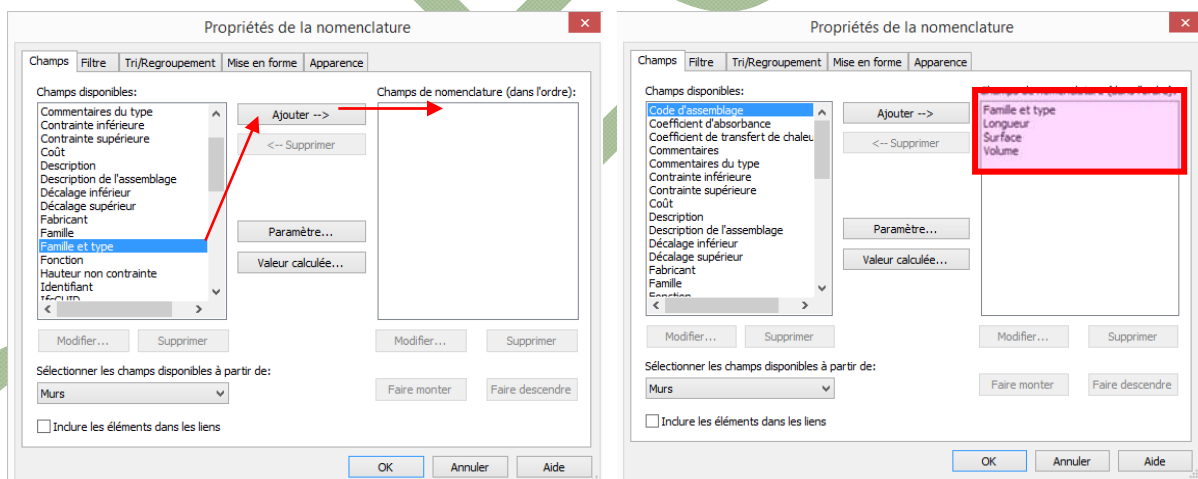 Propriétés de la nomenclature
Champs
Filtre
Tri/Regroupement
Mise en forme
Apparence
Champs disponibles:
Commentaires du type
Contrainte inférieure
Contrainte supérieure
Coût
Description
Description de l'assemblage
Décalage inférieur
Décalage supérieur
Fabricant
Famille
Famille et type
Fonction
Hauteur non contrainte
Identifiant
IfcGUID
Ajouter -->
<-- Supprimer
Paramètre...
Valeur calculée...
Champs de nomenclature (dans l'ordre):
Modifier...
Supprimer
Modifier...
Supprimer
Sélectionner les champs disponibles à partir de:
Murs
Faire monter
Faire descendre
Inclure les éléments dans les liens
OK
Annuler
Aide
Propriétés de la nomenclature
Champs
Filtre
Tri/Regroupement
Mise en forme
Apparence
Champs disponibles:
Code d'assemblage
Coefficient d'absorbance
Coefficient de transfert de chaleu
Commentaires
Commentaires du type
Contrainte inférieure
Contrainte supérieure
Coût
Description
Description de l'assemblage
Décalage inférieur
Décalage supérieur
Fabricant
Famille
Fonction
Ajouter -->
<-- Supprimer
Paramètre...
Valeur calculée...
Champs de nomenclature (dans l'ordre):
Famille et type
Longueur
Surface
Volume
Modifier...
Supprimer
Modifier...
Supprimer
Sélectionner les champs disponibles à partir de:
Murs
Faire monter
Faire descendre
Inclure les éléments dans les liens
OK
Annuler
Aide